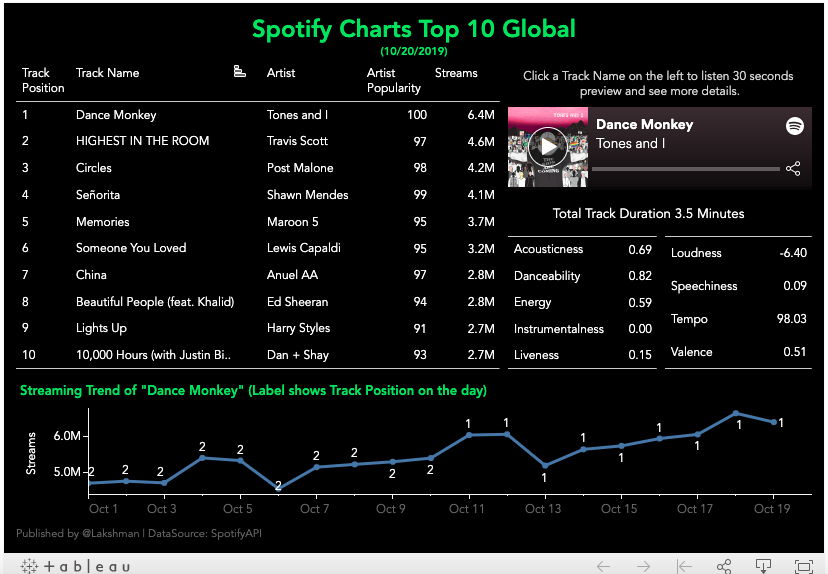 Spotify Charts Top 10 Global
(10/20/2019)
Track Position Track Name Artist Artist Popularity Streams
1 Dance Monkey Tones and I 100 6.4M
2 HIGHEST IN THE ROOM Travis Scott 97 4.6M
3 Circles Post Malone 98 4.2M
4 Señorita Shawn Mendes 99 4.1M
5 Memories Maroon 5 95 3.7M
6 Someone You Loved Lewis Capaldi 95 3.2M
7 China Anuel AA 97 2.8M
8 Beautiful People (feat. Khalid) Ed Sheeran 94 2.8M
9 Lights Up Harry Styles 91 2.7M
10 10,000 Hours (with Justin Bi.. Dan + Shay 93 2.7M
Click a Track Name on the left to listen 30 seconds
preview and see more details.
Dance Monkey
Tones and I
Total Track Duration 3.5 Minutes
Acousticness 0.69
Danceability 0.82
Energy 0.59
Instrumentalness 0.00
Liveness 0.15
Loudness -6.40
Speechiness 0.09
Tempo 98.03
Valence 0.51
Streaming Trend of "Dance Monkey" (Label shows Track Position on the day)
Streams
6.0M
5.0M
2 2 2 2 2 2 2 2 2 2 1 1 1 1 1 1 1 1 1
Oct 1 Oct 3 Oct 5 Oct 7 Oct 9 Oct 11 Oct 13 Oct 15 Oct 17 Oct 19
Published by @Lakshman | DataSource: SpotifyAPI
+ableau